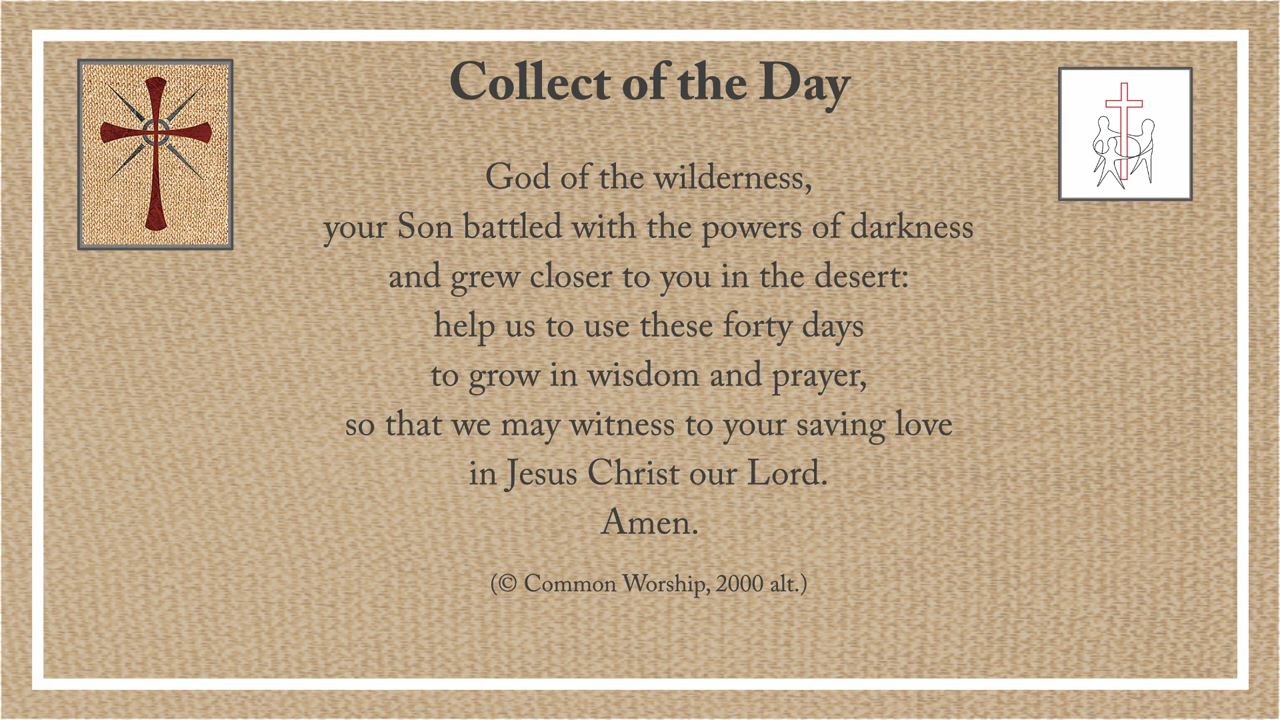 Collect of the Day
God of the wilderness,
your Son battled with the powers of darkness
and grew closer to you in the desert:
help us to use these forty days
to grow in wisdom and prayer,
so that we may witness to your saving love
in Jesus Christ our Lord.
Amen.
(© Common Worship, 2000 alt.)